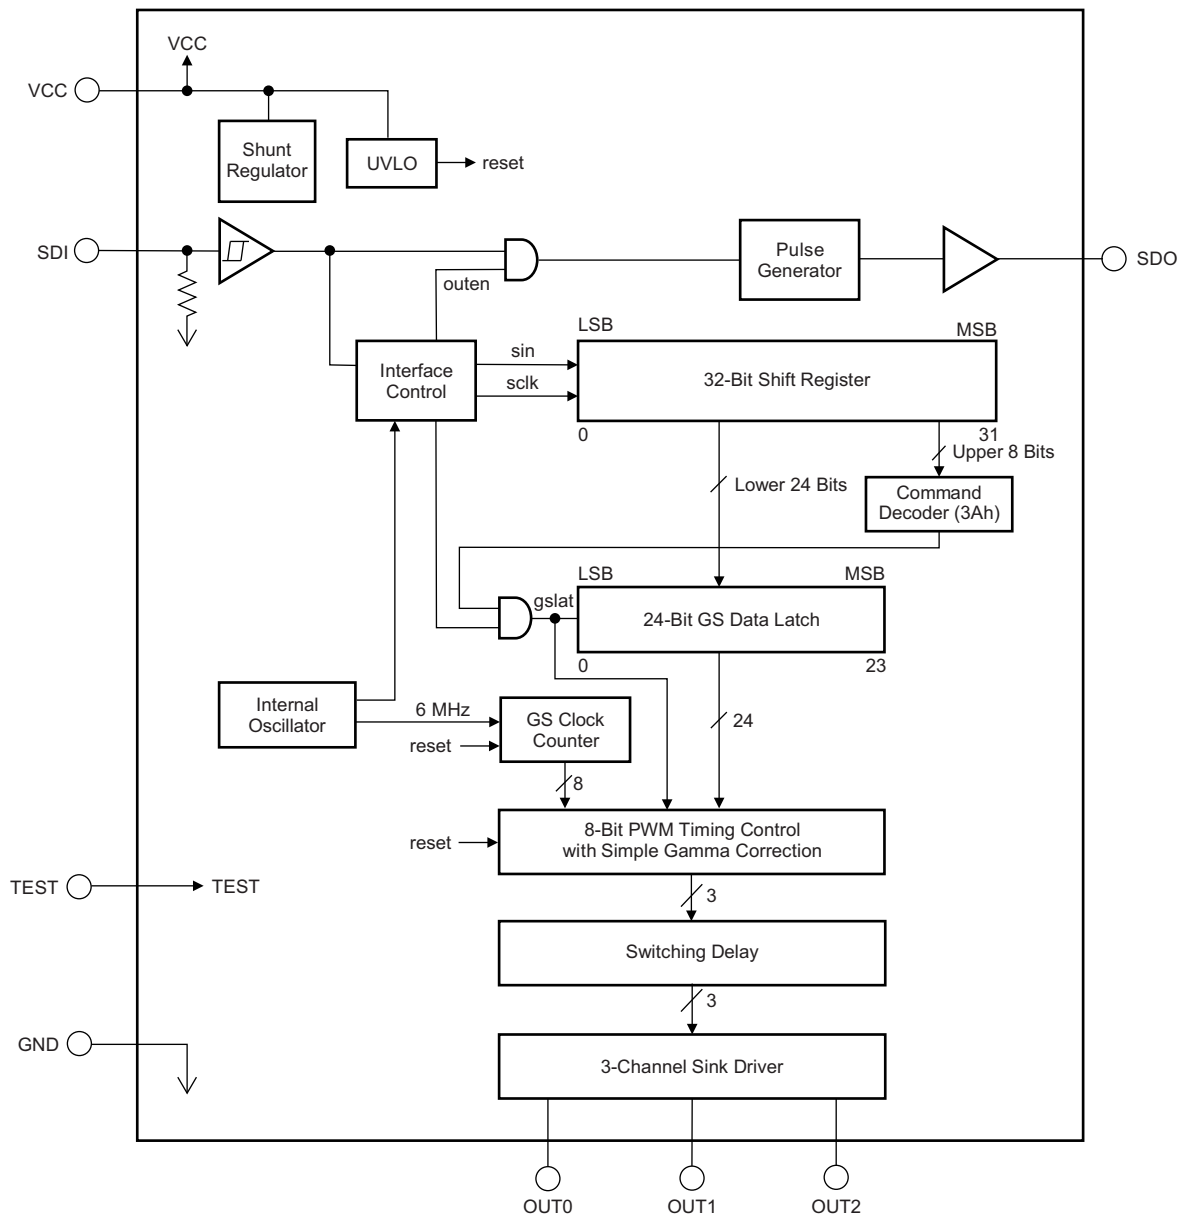 VCC
VCC
Shunt
Regulator
UVLO
reset
SDI
outen
Pulse
Generator
SDO
LSB
MSB
Interface
Control
sin
sclk
32-Bit Shift Register
0
31
Upper 8 Bits
Lower 24 Bits
Command
Decoder (3Ah)
LSB
MSB
gslat
24-Bit GS Data Latch
0
23
Internal
Oscillator
6 MHz
reset
GS Clock
Counter
24
8
reset
8-Bit PWM Timing Control
with Simple Gamma Correction
TEST
TEST
3
Switching Delay
3
GND
3-Channel Sink Driver
OUT0
OUT1
OUT2